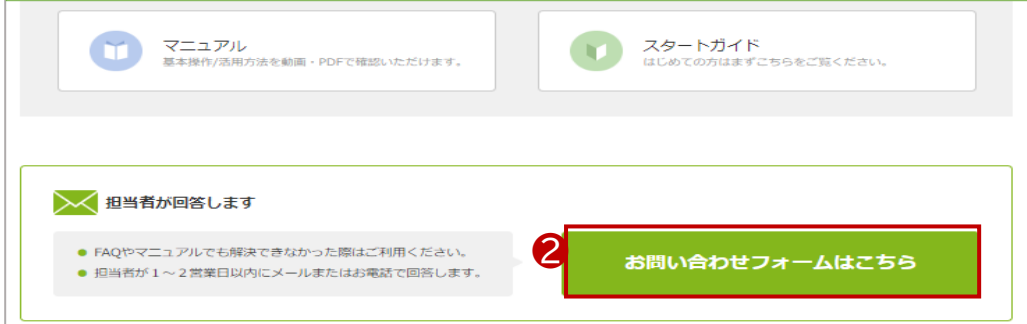 マニュアル
基本操作/活用方法を動画・PDFで確認いただけます。
スタートガイド
はじめての方はまずこちらをご覧ください。
担当者が回答します
FAQやマニュアルでも解決できなかった際はご利用ください。
担当者が1～2営業日以内にメールまたはお電話で回答します。
2
お問い合わせフォームはこちら